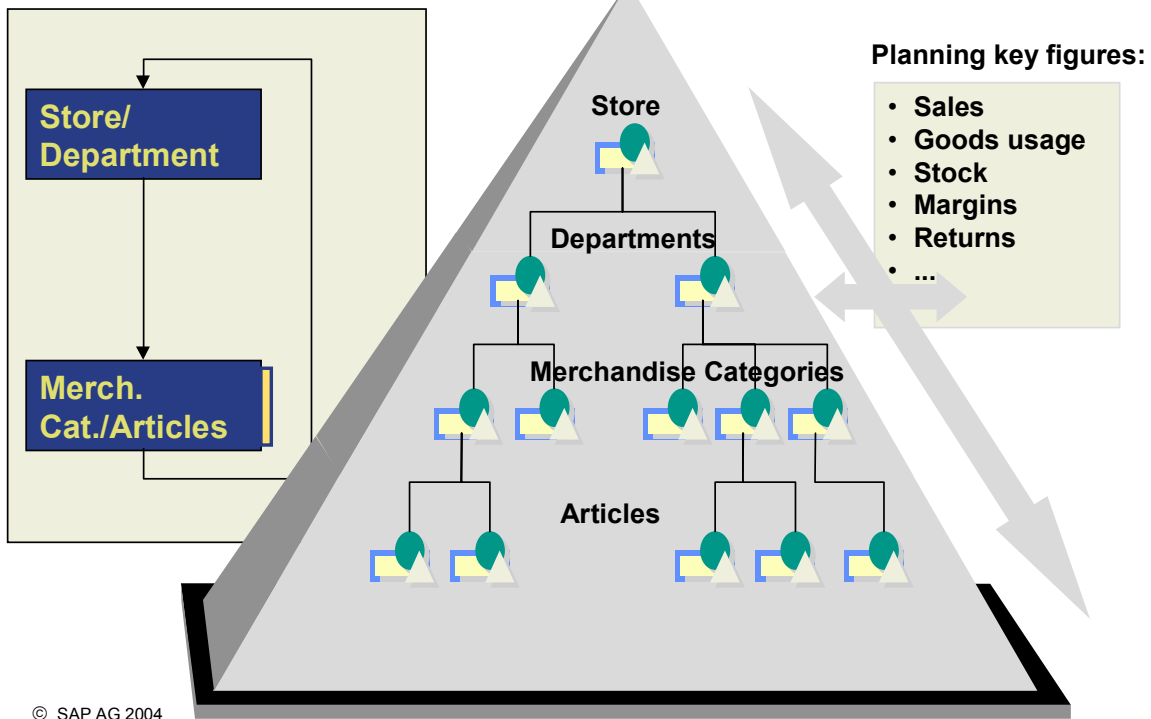 Store/
Department
Merch.
Cat./Articles
Store
Departments
Merchandise Categories
Articles
Planning key figures:
• Sales
• Goods usage
• Stock
• Margins
• Returns
• ...
© SAP AG 2004